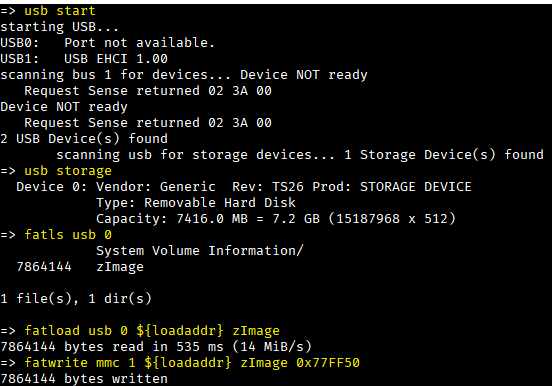 => usb start
starting USB...
USB0:   Port not available.
USB1:   USB EHCI 1.00
scanning bus 1 for devices... Device NOT ready
   Request Sense returned 02 3A 00
Device NOT ready
   Request Sense returned 02 3A 00
2 USB Device(s) found
       scanning usb for storage devices... 1 Storage Device(s) found
=> usb storage
  Device 0: Vendor: Generic  Rev: TS26 Prod: STORAGE DEVICE
            Type: Removable Hard Disk
            Capacity: 7416.0 MB = 7.2 GB (15187968 x 512)
=> fatls usb 0
            System Volume Information/
  7864144   zImage
1 file(s), 1 dir(s)
=> fatload usb 0 ${loadaddr} zImage
7864144 bytes read in 535 ms (14 MiB/s)
=> fatwrite mmc 1 ${loadaddr} zImage 0x77FF50
7864144 bytes written